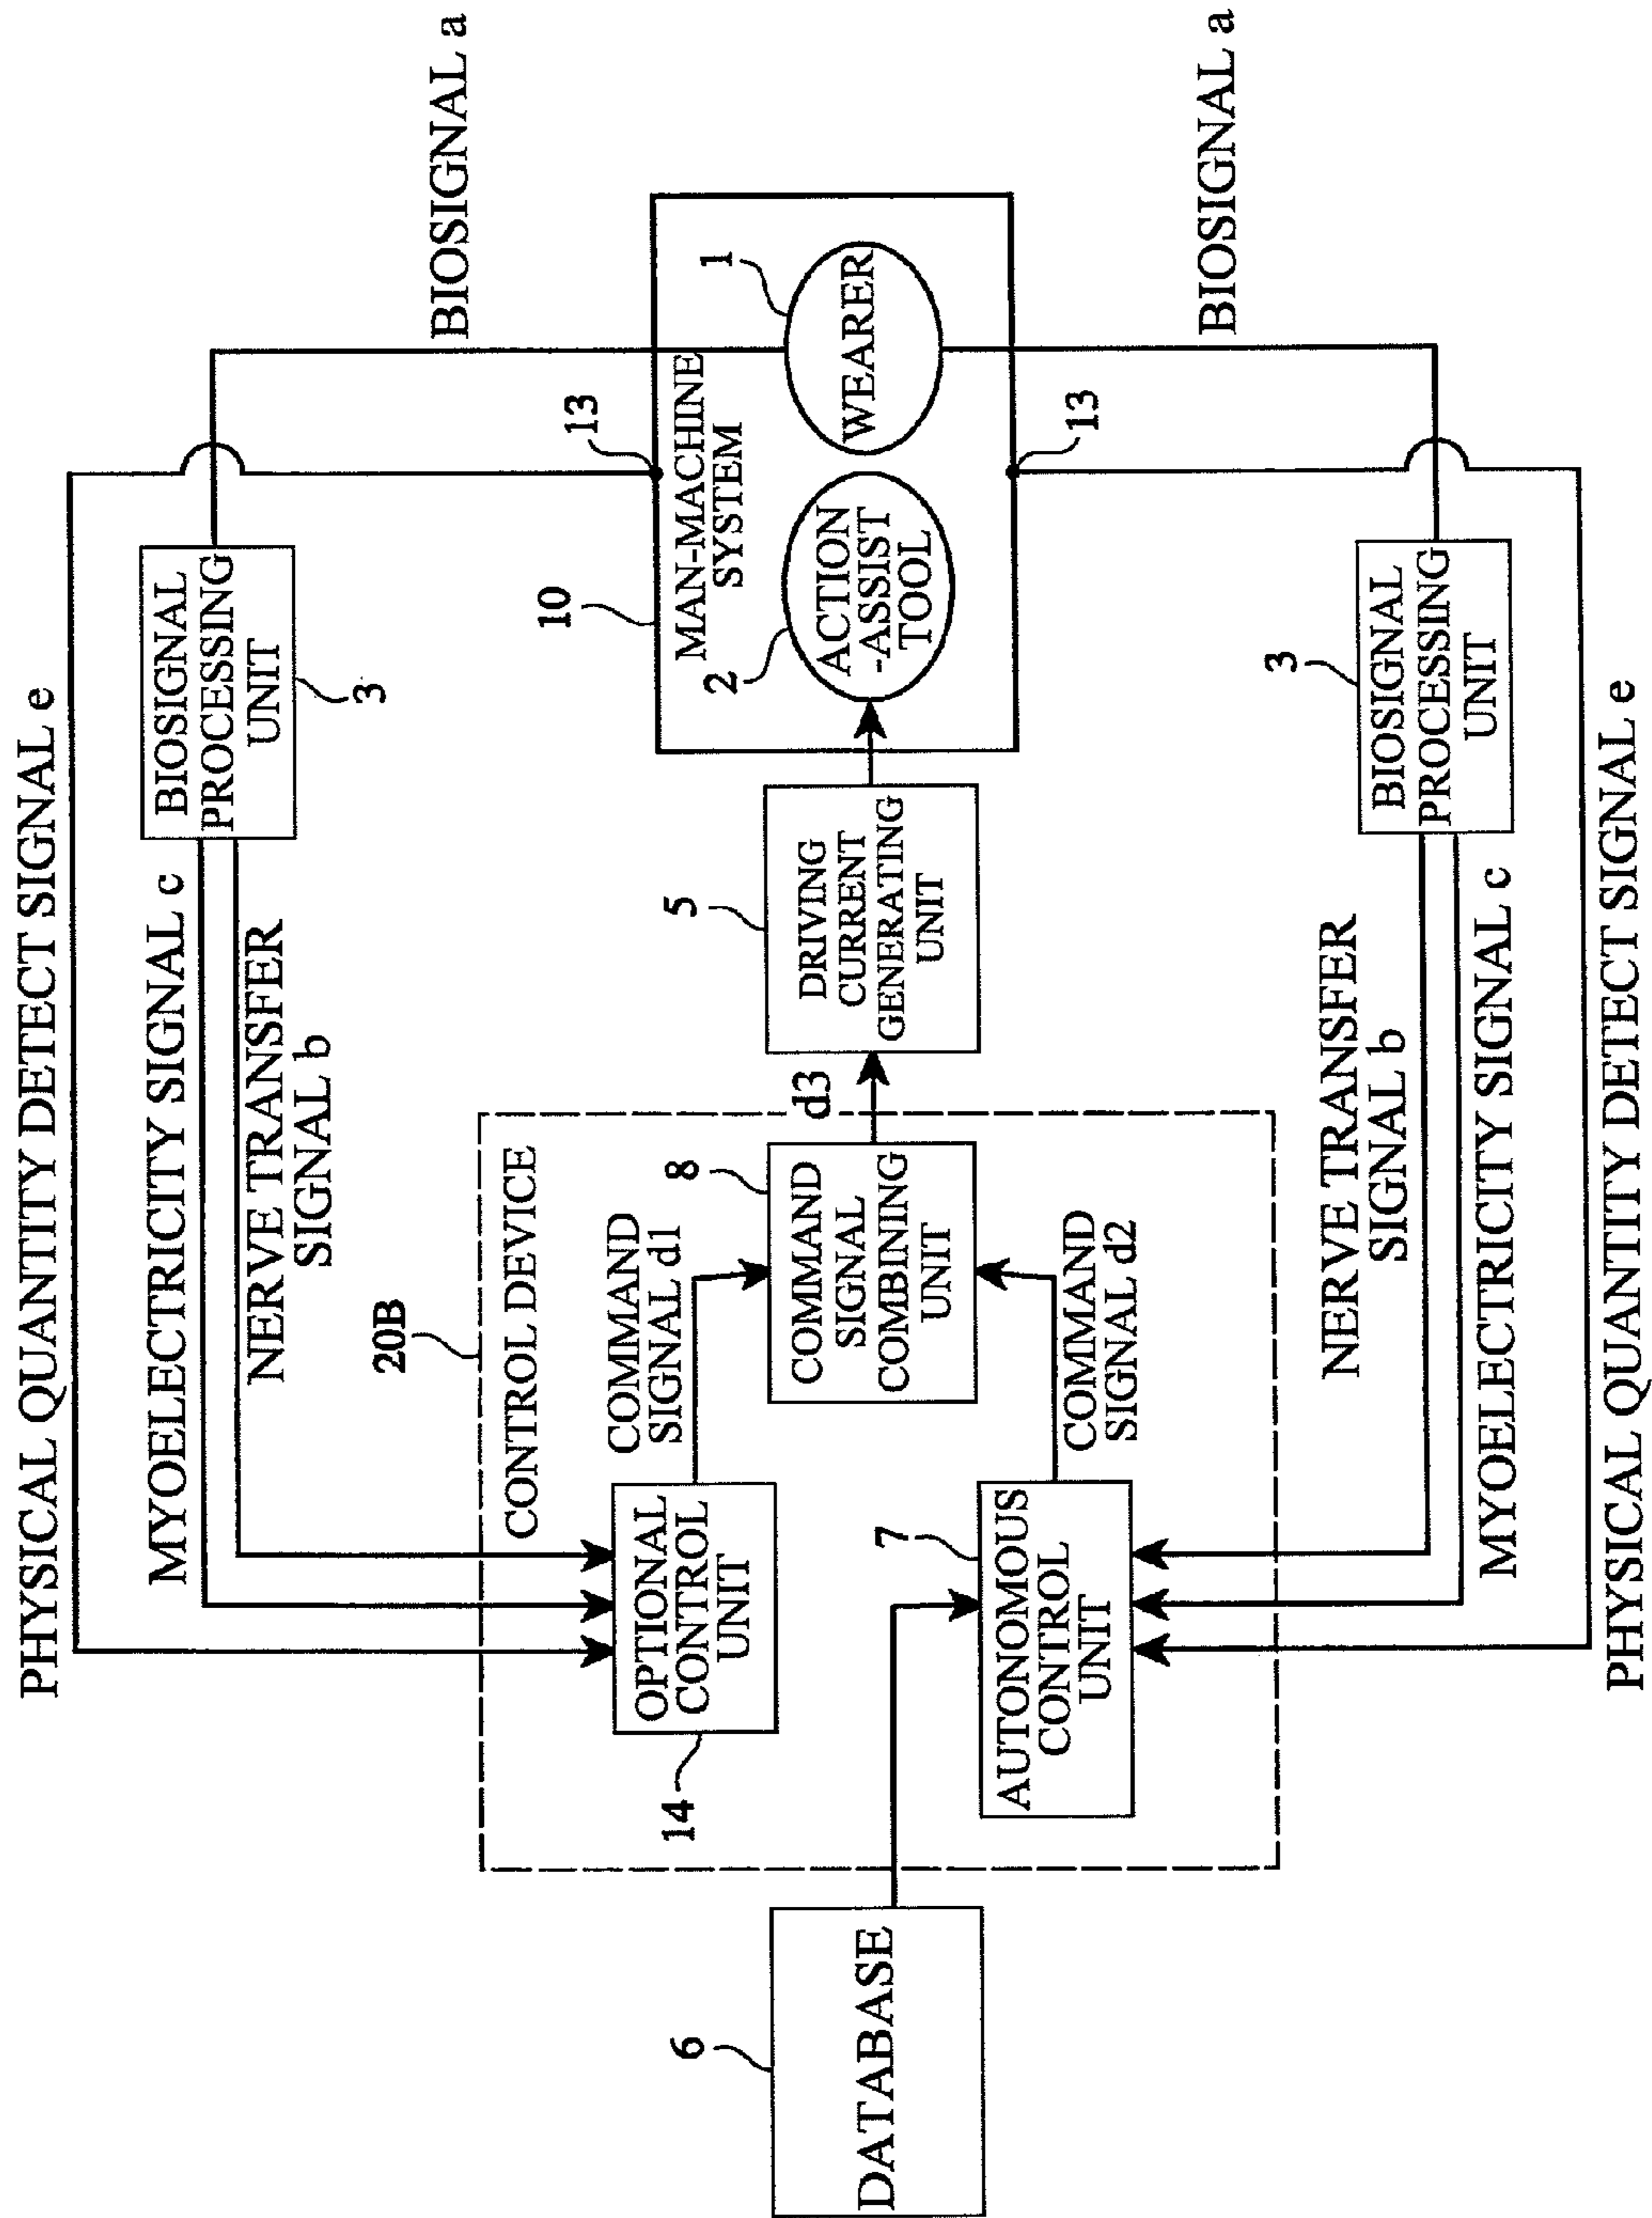 PHYSICAL QUANTITY DETECT SIGNAL e
MYOELECTRICITY SIGNAL c
NERVE TRANSFER
SIGNAL b
BIOSIGNAL
PROCESSING
UNIT
3
BIOSIGNAL a
20B
CONTROL DEVICE
OPTIONAL
CONTROL
UNIT
14
COMMAND
SIGNAL d1
8
COMMAND
SIGNAL
COMBINING
UNIT
d3
5
DRIVING
CURRENT
GENERATING
UNIT
10
13
MAN-MACHINE
SYSTEM
2
ACTION
-ASSIST
TOOL
1
WEARER
13
6
DATABASE
7
AUTONOMOUS
CONTROL
UNIT
COMMAND
SIGNAL d2
NERVE TRANSFER
SIGNAL b
MYOELECTRICITY SIGNAL c
3
BIOSIGNAL
PROCESSING
UNIT
BIOSIGNAL a
PHYSICAL QUANTITY DETECT SIGNAL e